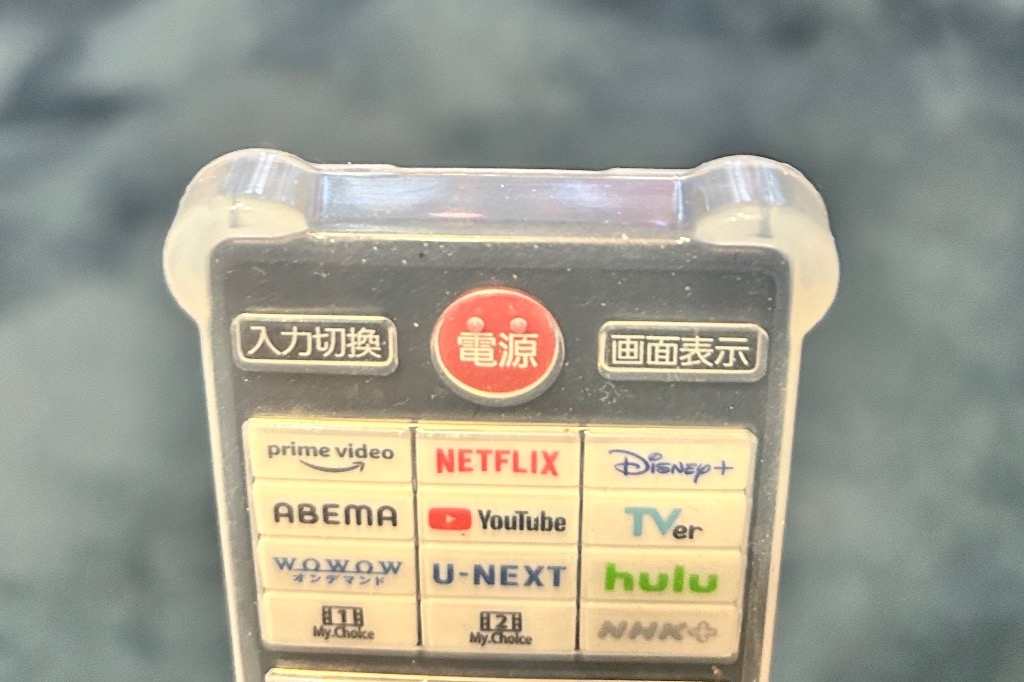 入力切換
電源
画面表示
prime video
NETFLIX
Disney+
ABEMA
YouTube
TVer
WOWOW
オンデマンド
U-NEXT
hulu
1
My.Choice
2
My.Choice
NHK+